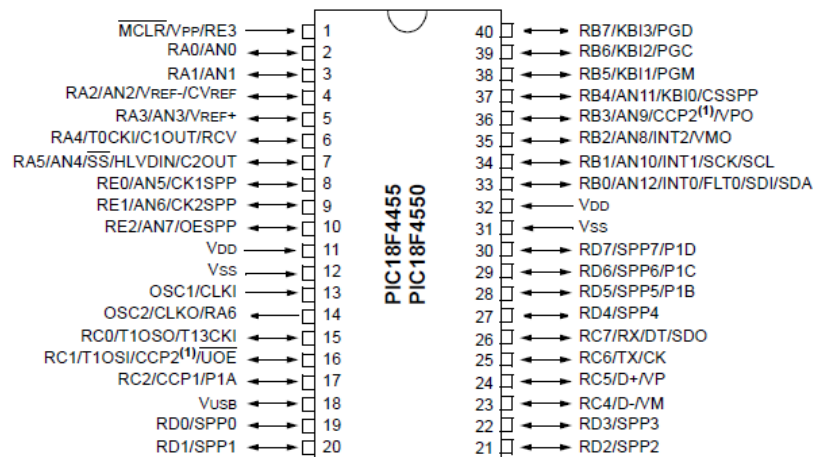 MCLR/VPP/RE3 1
RA0/AN0 2
RA1/AN1 3
RA2/AN2/VREF-/CVREF 4
RA3/AN3/VREF+ 5
RA4/T0CKI/C1OUT/RCV 6
RA5/AN4/SS/HLVDIN/C2OUT 7
RE0/AN5/CK1SPP 8
RE1/AN6/CK2SPP 9
RE2/AN7/OESPP 10
VDD 11
VSS 12
OSC1/CLKI 13
OSC2/CLKO/RA6 14
RC0/T1OSO/T13CKI 15
RC1/T1OSI/CCP2(1)/UOE 16
RC2/CCP1/P1A 17
VUSB 18
RD0/SPP0 19
RD1/SPP1 20
PIC18F4455
PIC18F4550
40 RB7/KBI3/PGD
39 RB6/KBI2/PGC
38 RB5/KBI1/PGM
37 RB4/AN11/KBI0/CSSPP
36 RB3/AN9/CCP2(1)/VPO
35 RB2/AN8/INT2/VMO
34 RB1/AN10/INT1/SCK/SCL
33 RB0/AN12/INT0/FLT0/SDI/SDA
32 VDD
31 VSS
30 RD7/SPP7/P1D
29 RD6/SPP6/P1C
28 RD5/SPP5/P1B
27 RD4/SPP4
26 RC7/RX/DT/SDO
25 RC6/TX/CK
24 RC5/D+/VP
23 RC4/D-/VM
22 RD3/SPP3
21 RD2/SPP2